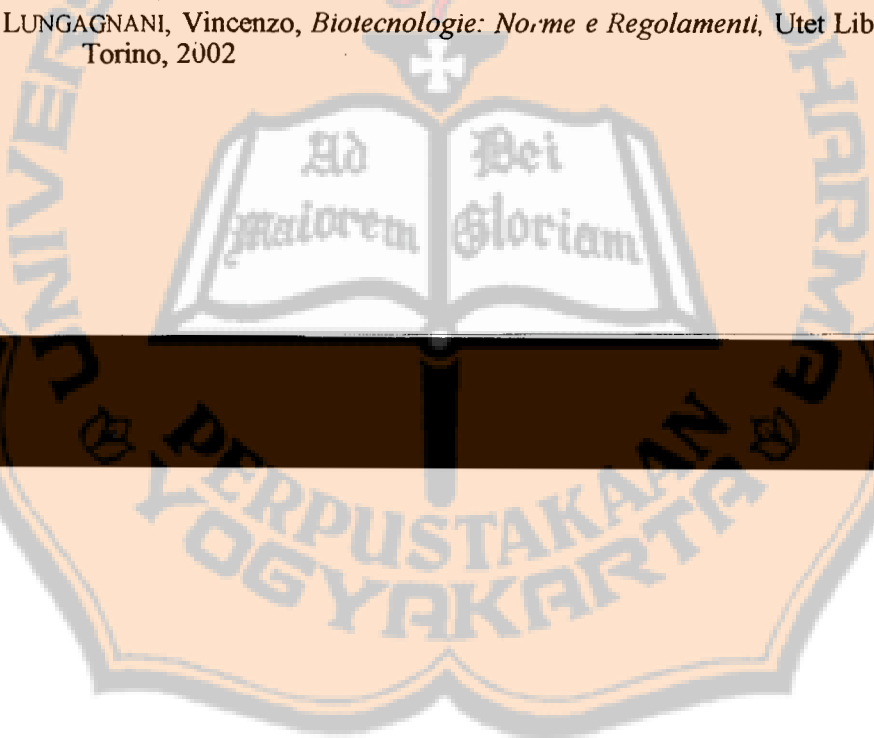 LUNGAGNANI, Vincenzo, Biotecnologie: Norme e Regolamenti, Utet Lib
Torino, 2002
Ad Dei
Maiorem Gloriam
PERPUSTAKAAN
YOGYAKARTA